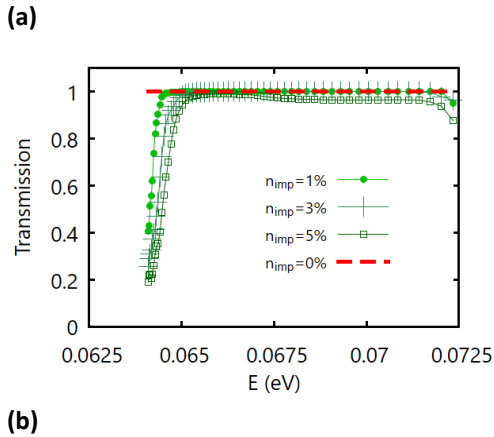 (a)
1
0.8
0.6
0.4
0.2
0
Transmission
n_imp=1%
n_imp=3%
n_imp=5%
n_imp=0%
0.0625 0.065 0.0675 0.07 0.0725
E (eV)
(b)